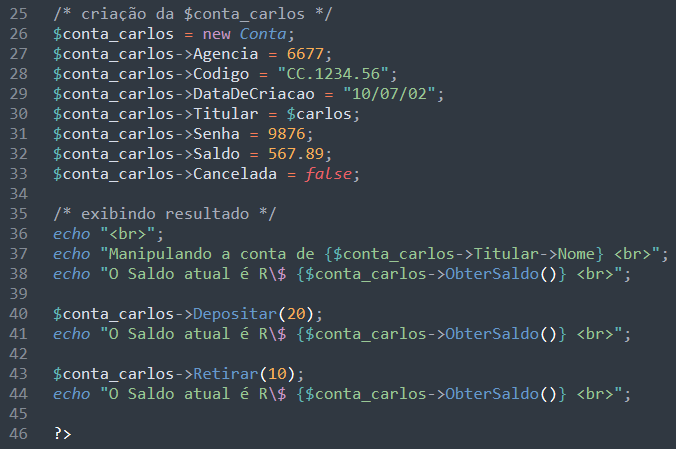 25 /* criação da $conta_carlos */
26 $conta_carlos = new Conta;
27 $conta_carlos->Agencia = 6677;
28 $conta_carlos->Codigo = "CC.1234.56";
29 $conta_carlos->DataDeCriacao = "10/07/02";
30 $conta_carlos->Titular = $carlos;
31 $conta_carlos->Senha = 9876;
32 $conta_carlos->Saldo = 567.89;
33 $conta_carlos->Cancelada = false;
34
35 /* exibindo resultado */
36 echo "<br>";
37 echo "Manipulando a conta de {$conta_carlos->Titular->Nome} <br>";
38 echo "O Saldo atual é R\$ {$conta_carlos->ObterSaldo()} <br>";
39
40 $conta_carlos->Depositar(20);
41 echo "O Saldo atual é R\$ {$conta_carlos->ObterSaldo()} <br>";
42
43 $conta_carlos->Retirar(10);
44 echo "O Saldo atual é R\$ {$conta_carlos->ObterSaldo()} <br>";
45
46 ?>